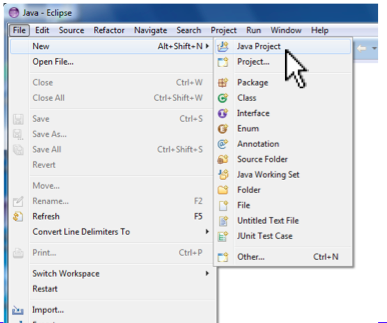 Java - Eclipse
File Edit Source Refactor Navigate Search Project Run Window Help
New Alt+Shift+N
Open File...
Close Ctrl+W
Close All Ctrl+Shift+W
Save Ctrl+S
Save As...
Save All Ctrl+Shift+S
Revert
Move...
Rename... F2
Refresh F5
Convert Line Delimiters To
Print... Ctrl+P
Switch Workspace
Restart
Import...
Java Project
Project...
Package
Class
Interface
Enum
Annotation
Source Folder
Java Working Set
Folder
File
Untitled Text File
JUnit Test Case
Other... Ctrl+N